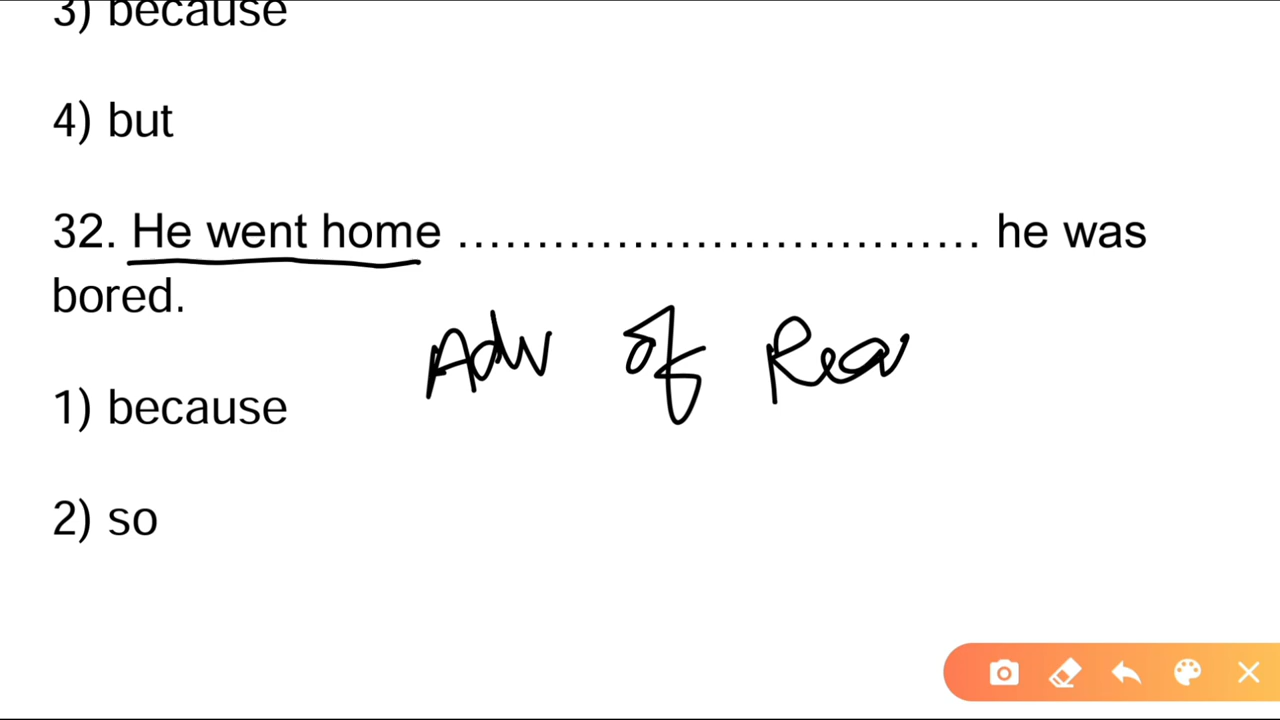 3) because
4) but
32. He went home ................................. he was
bored.
Adv of Rea
1) because
2) so